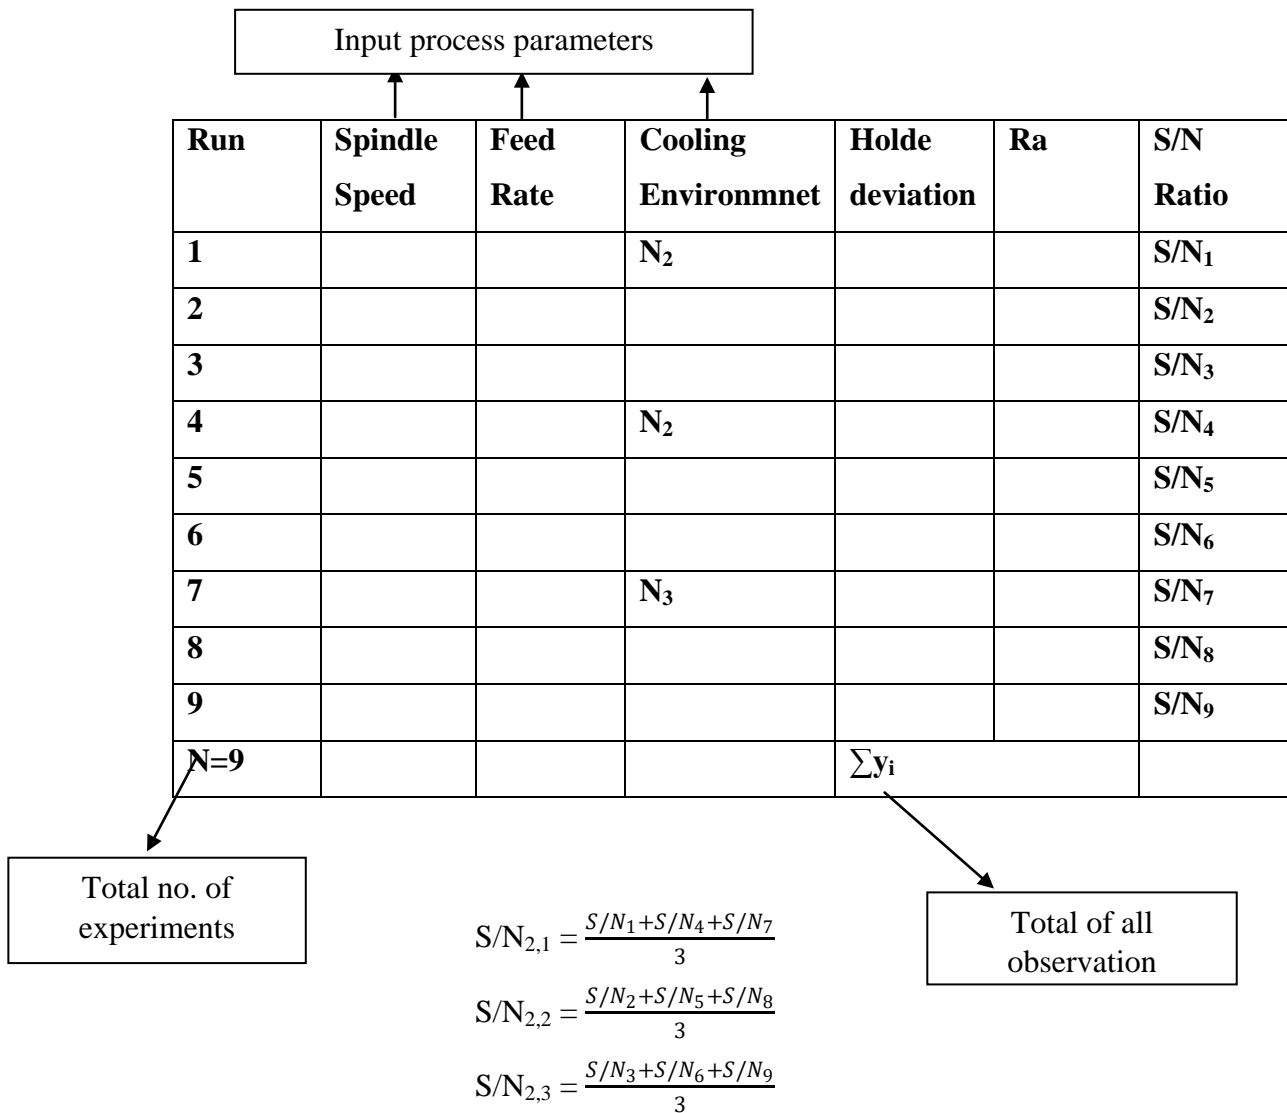 Input process parameters
Run Spindle Speed Feed Rate Cooling Environmnet Holde deviation Ra S/N Ratio
1 N₂ S/N₁
2 S/N₂
3 S/N₃
4 N₂ S/N₄
5 S/N₅
6 S/N₆
7 N₃ S/N₇
8 S/N₈
9 S/N₉
N=9 ∑yᵢ
Total no. of
experiments
Total of all
observation
S/N₂,₁ = (S/N₁+S/N₄+S/N₇)/3
S/N₂,₂ = (S/N₂+S/N₅+S/N₈)/3
S/N₂,₃ = (S/N₃+S/N₆+S/N₉)/3